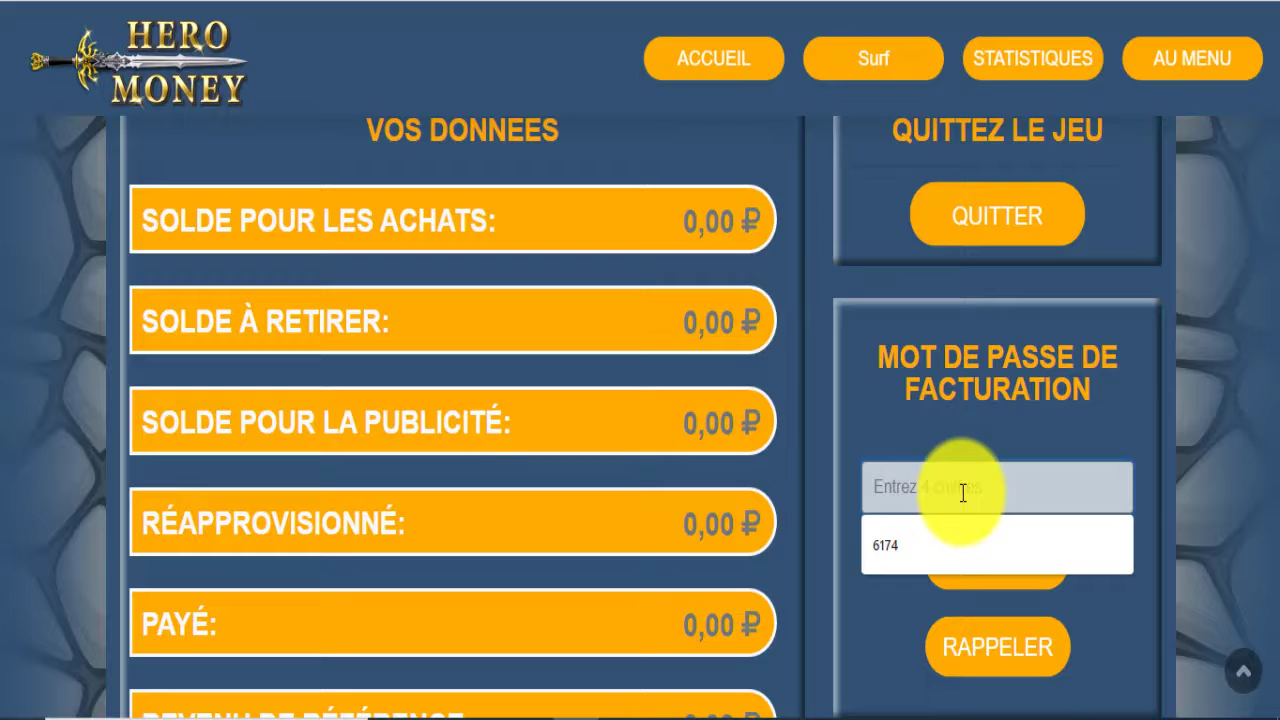 HERO
MONEY
ACCUEIL
Surf
STATISTIQUES
AU MENU
VOS DONNEES
SOLDE POUR LES ACHATS: 0,00 ₽
SOLDE À RETIRER: 0,00 ₽
SOLDE POUR LA PUBLICITÉ: 0,00 ₽
RÉAPPROVISIONNÉ: 0,00 ₽
PAYÉ: 0,00 ₽
QUITTEZ LE JEU
QUITTER
MOT DE PASSE DE
FACTURATION
Entrez 4 chiffres
6174
RAPPELER